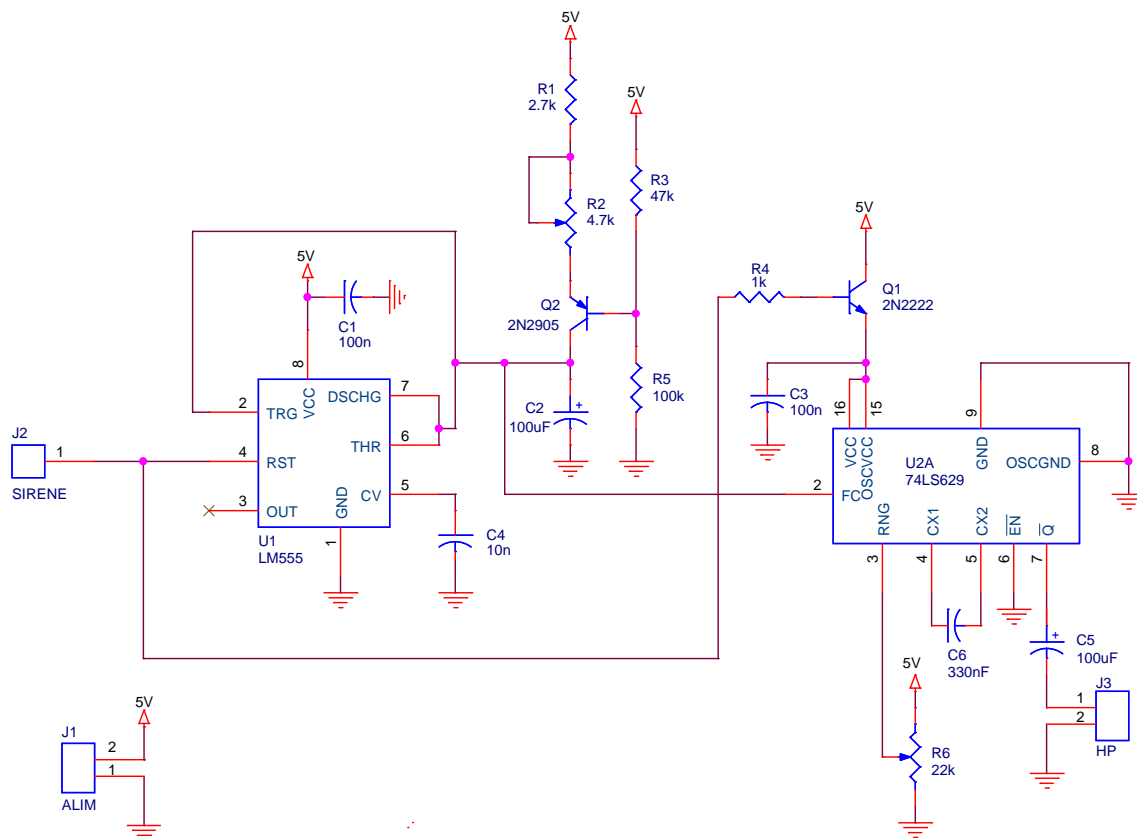 5V
R1
2.7k
5V
R3
47k
R2
4.7k
5V
5V
R4
1k
Q1
2N2222
Q2
2N2905
C1
100n
8
VCC
2
TRG
DSCHG
7
THR
6
4
RST
CV
5
3
OUT
GND
1
U1
LM555
J2
1
SIRENE
C2
+
100uF
R5
100k
C4
10n
C3
100n
16
15
9
VCC
OSCVCC
GND
U2A
74LS629
OSCGND
8
2
FC
RNG
CX1
CX2
EN
Q
3
4
5
6
7
C6
330nF
+
C5
100uF
5V
R6
22k
J3
1
2
HP
5V
J1
2
1
ALIM